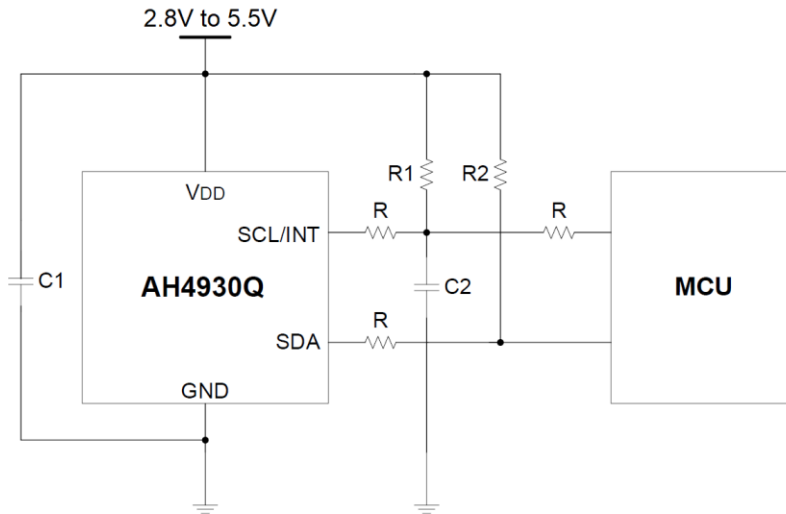 2.8V to 5.5V
VDD
R1
R2
R
R
SCL/INT
C1
AH4930Q
C2
MCU
R
SDA
GND